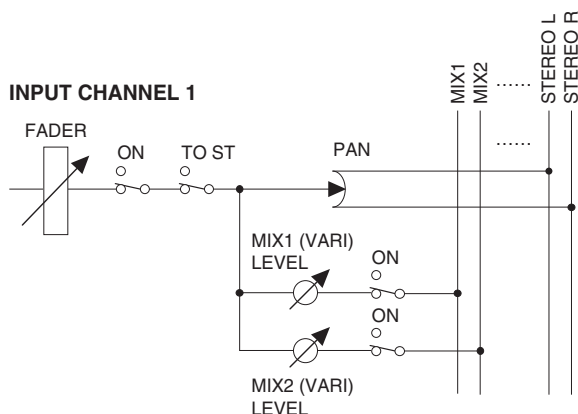 MIX1
MIX2
......
STEREO L
STEREO R
INPUT CHANNEL 1
FADER
ON
TO ST
PAN
......
MIX1 (VARI)
LEVEL
ON
ON
MIX2 (VARI)
LEVEL